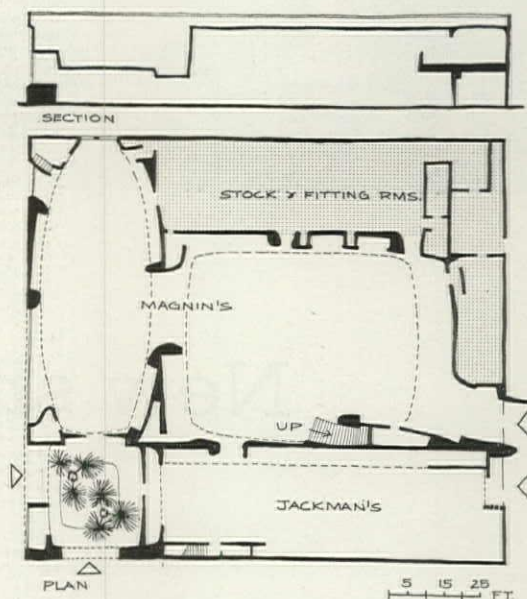 SECTION
STOCK & FITTING RMS.
MAGNIN'S
UP
JACKMAN'S
PLAN
5 15 25
FT.